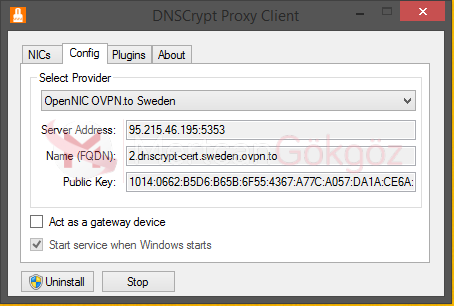 DNSCrypt Proxy Client
NICs Config Plugins About
Select Provider
OpenNIC OVPN.to Sweden
Server Address: 95.215.46.195:5353
Name (FQDN): 2.dnscrypt-cert.sweden.ovpn.to
Public Key: 1014:0662:B5D6:B65B:6F55:4367:A77C:A057:DA1A:CE6A:
Act as a gateway device
Start service when Windows starts
Uninstall Stop
Gökgöz